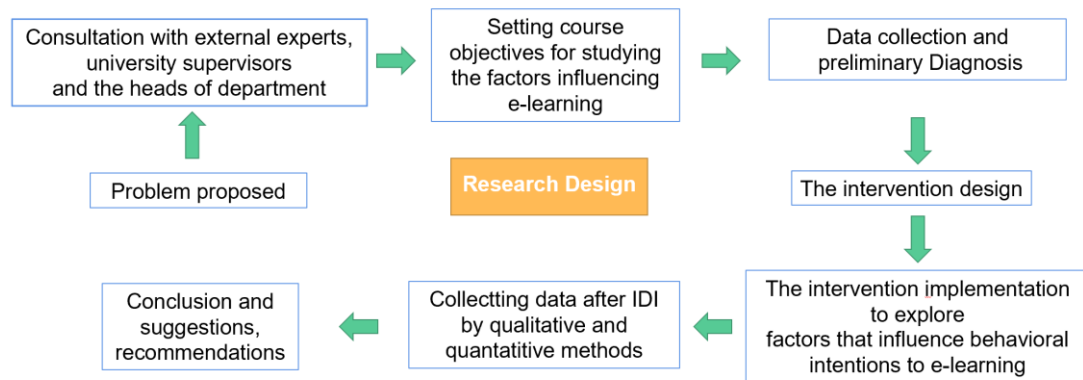 Consultation with external experts,
university supervisors
and the heads of department
Setting course
objectives for studying
the factors influencing
e-learning
Data collection and
preliminary Diagnosis
Problem proposed
Research Design
The intervention design
Conclusion and
suggestions,
recommendations
Collectting data after IDI
by qualitative and
quantatitive methods
The intervention implementation
to explore
factors that influence behavioral
intentions to e-learning